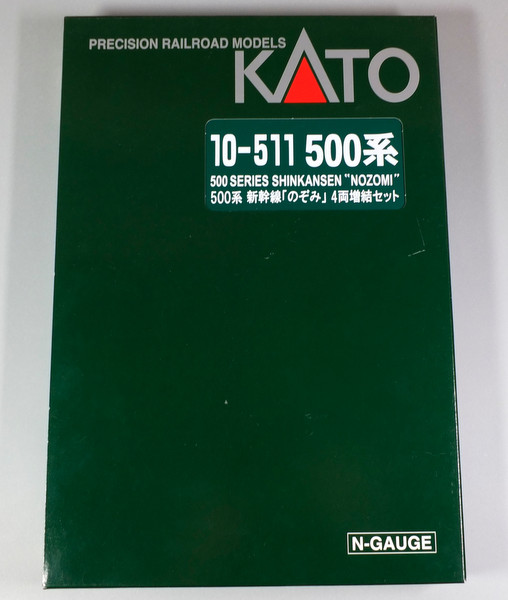 PRECISION RAILROAD MODELS
KATO
10-511 500系
500 SERIES SHINKANSEN "NOZOMI"
500系 新幹線「のぞみ」 4両増結セット
N-GAUGE